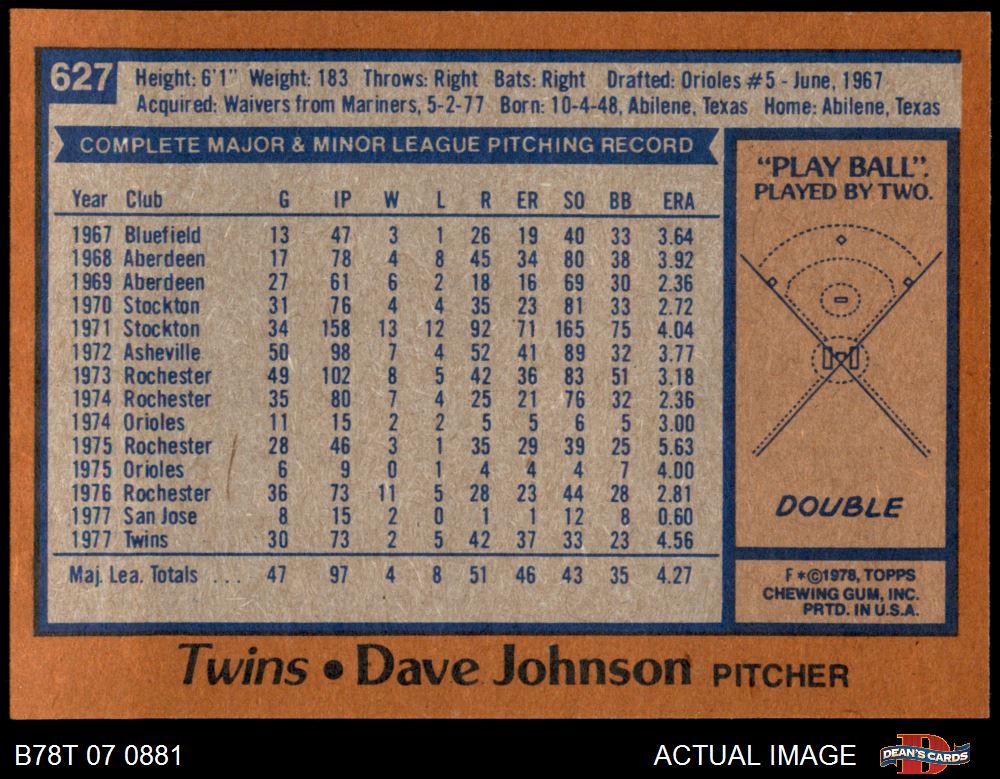 627
Height: 6'1" Weight: 183 Throws: Right Bats: Right Drafted: Orioles #5 - June, 1967
Acquired: Waivers from Mariners, 5-2-77 Born: 10-4-48, Abilene, Texas Home: Abilene, Texas
COMPLETE MAJOR & MINOR LEAGUE PITCHING RECORD
Year Club G IP W L R ER SO BB ERA
1967 Bluefield 13 47 3 1 26 19 40 33 3.64
1968 Aberdeen 17 78 4 8 45 34 80 38 3.92
1969 Aberdeen 27 61 6 2 18 16 69 30 2.36
1970 Stockton 31 76 4 4 35 23 81 33 2.72
1971 Stockton 34 158 13 12 92 71 165 75 4.04
1972 Asheville 50 98 7 4 52 41 89 32 3.77
1973 Rochester 49 102 8 5 42 36 83 51 3.18
1974 Rochester 35 80 7 4 25 21 76 32 2.36
1974 Orioles 11 15 2 2 5 5 6 5 3.00
1975 Rochester 28 46 3 1 35 29 39 25 5.63
1975 Orioles 6 9 0 1 4 4 4 7 4.00
1976 Rochester 36 73 11 5 28 23 44 28 2.81
1977 San Jose 8 15 2 0 1 1 12 8 0.60
1977 Twins 30 73 2 5 42 37 33 23 4.56
Maj. Lea. Totals ... 47 97 4 8 51 46 43 35 4.27
"PLAY BALL".
PLAYED BY TWO.
DOUBLE
F*©1978, TOPPS
CHEWING GUM, INC.
PRTD. IN U.S.A.
Twins • Dave Johnson PITCHER
B78T 07 0881
ACTUAL IMAGE
DEAN'S CARDS